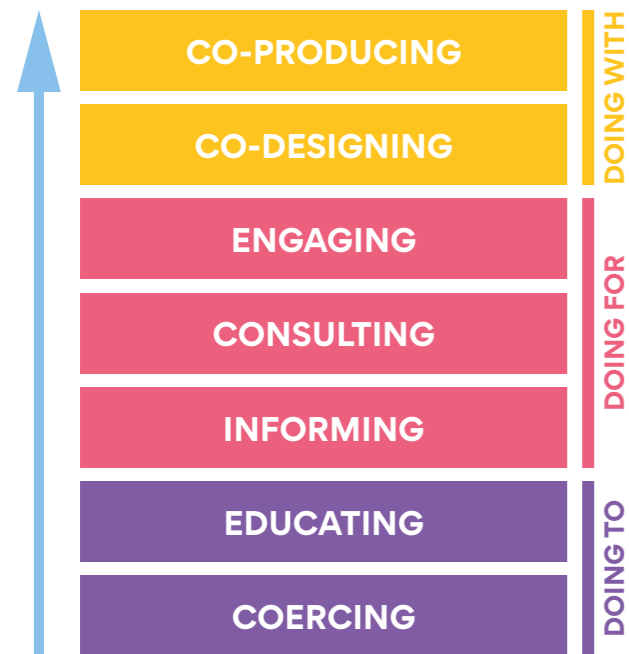 CO-PRODUCING
CO-DESIGNING
DOING WITH
ENGAGING
CONSULTING
INFORMING
DOING FOR
EDUCATING
COERCING
DOING TO